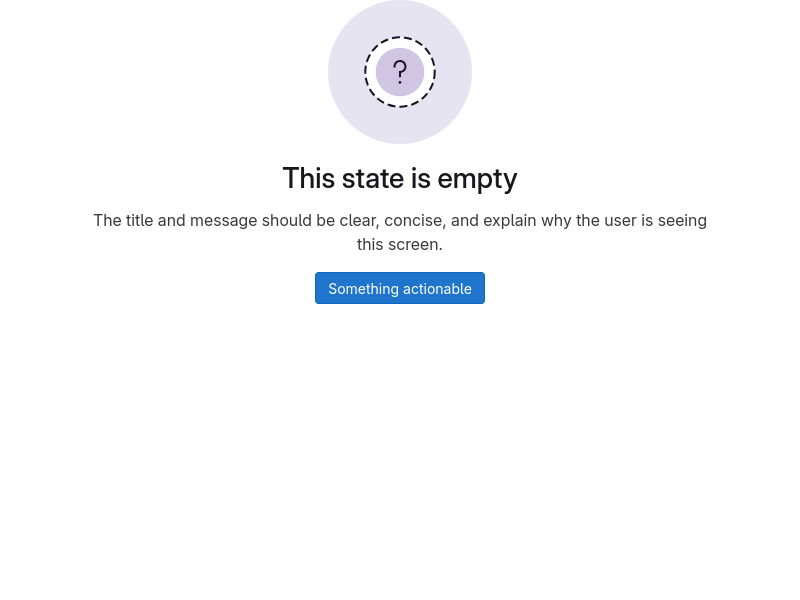 ?
This state is empty
The title and message should be clear, concise, and explain why the user is seeing
this screen.
Something actionable